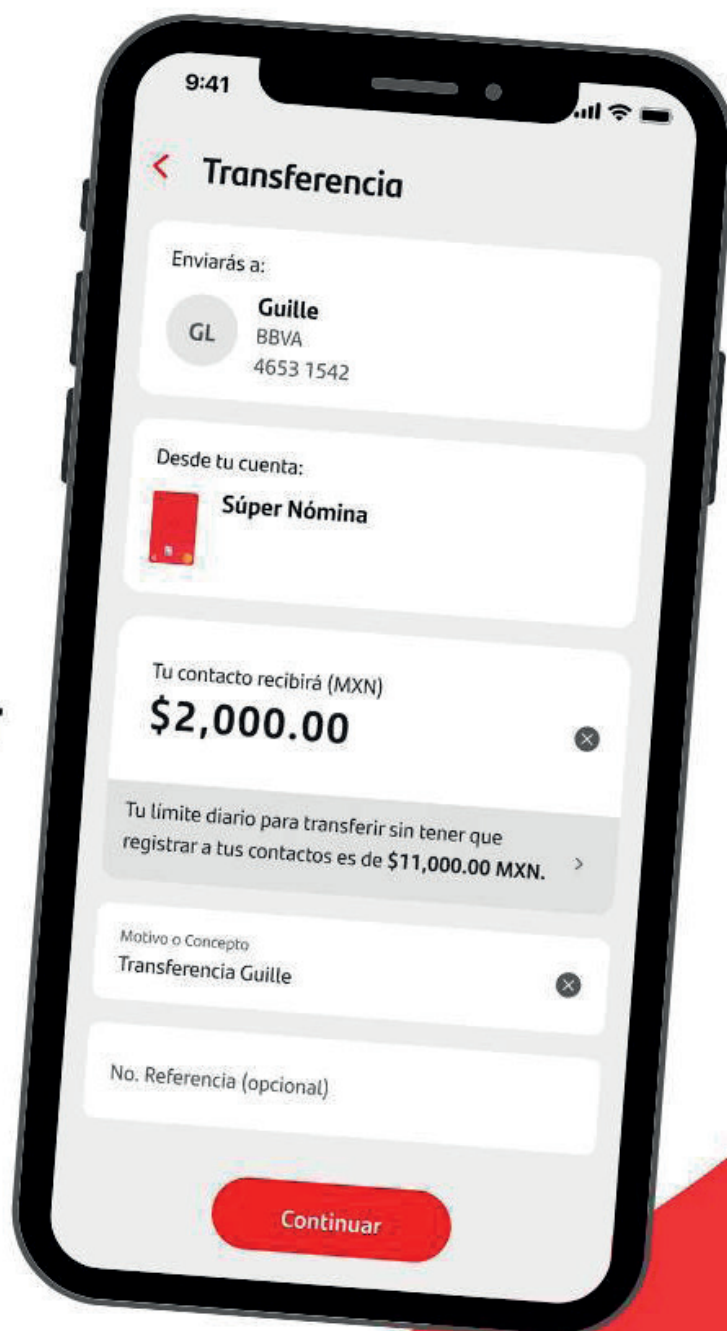 9:41
Transferencia
Enviarás a:
GL
Guille
BBVA
4653 1542
Desde tu cuenta:
Súper Nómina
Tu contacto recibirá (MXN)
$2,000.00
Tu límite diario para transferir sin tener que
registrar a tus contactos es de $11,000.00 MXN.
Motivo o Concepto
Transferencia Guille
No. Referencia (opcional)
Continuar